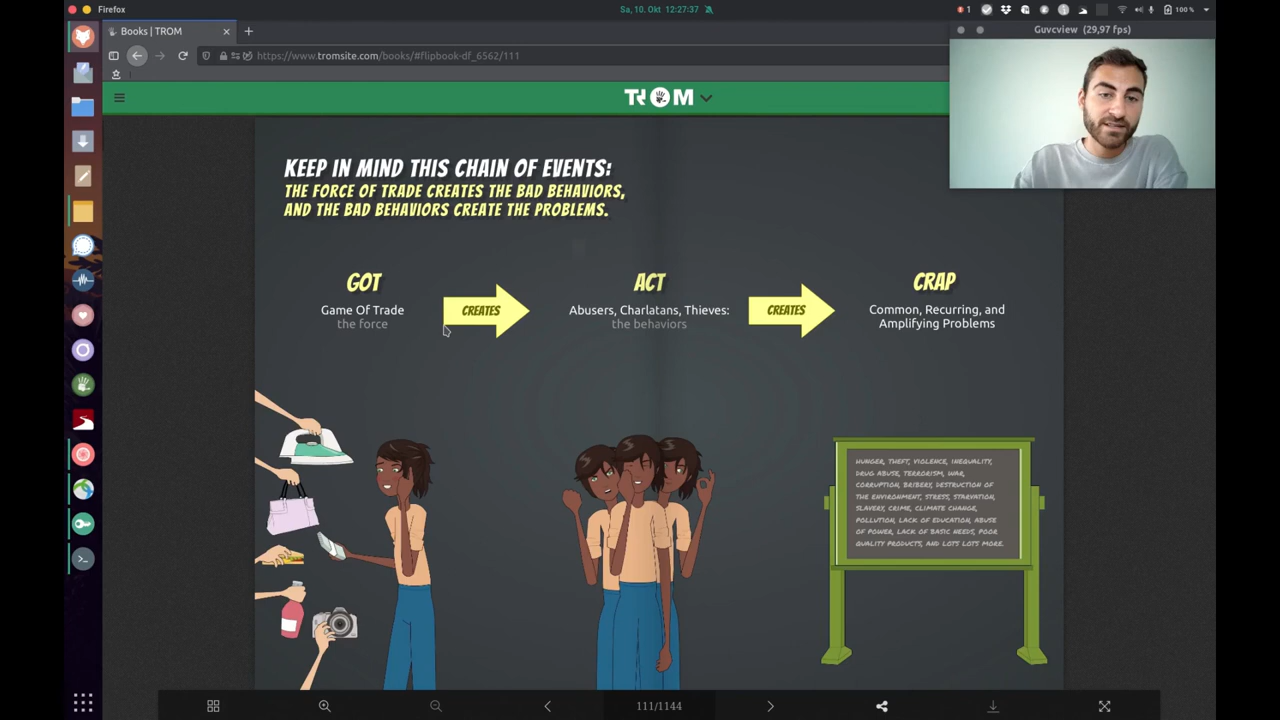 Firefox
Sa, 10. Okt 12:27:37
1
100 %
Books | TROM
Guvcview (29,97 fps)
https://www.tromsite.com/books/#flipbook-df_6562/111
TROM
KEEP IN MIND THIS CHAIN OF EVENTS:
THE FORCE OF TRADE CREATES THE BAD BEHAVIORS,
AND THE BAD BEHAVIORS CREATE THE PROBLEMS.
GOT
Game Of Trade
the force
CREATES
ACT
Abusers, Charlatans, Thieves:
the behaviors
CREATES
CRAP
Common, Recurring, and
Amplifying Problems
HUNGER, THEFT, VIOLENCE, INEQUALITY,
DRUG ABUSE, TERRORISM, WAR,
CORRUPTION, BRIBERY, DESTRUCTION OF
THE ENVIRONMENT, STRESS, STARVATION,
SLAVERY, CRIME, CLIMATE CHANGE,
POLLUTION, LACK OF EDUCATION, ABUSE
OF POWER, LACK OF BASIC NEEDS, POOR
QUALITY PRODUCTS, AND LOTS LOTS MORE.
111/1144